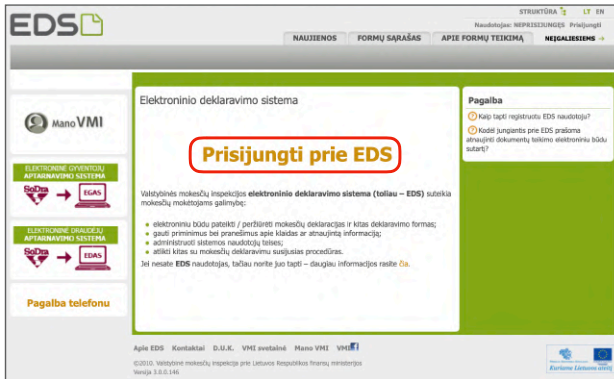 EDS
STRUKTŪRA LT EN
Naudotojas: NEPRISIJUNGĘS Prisijungti
NAUJIENOS FORMŲ SĄRAŠAS APIE FORMŲ TEIKIMĄ NEĮGALIESIEMS →
Mano VMI
ELEKTRONINĖ GYVENTOJŲ
APTARNAVIMO SISTEMA
SoDra → EGAS
ELEKTRONINĖ DRAUDĖJŲ
APTARNAVIMO SISTEMA
SoDra → EDAS
Pagalba telefonu
Elektroninio deklaravimo sistema
Prisijungti prie EDS
Valstybinės mokesčių inspekcijos elektroninio deklaravimo sistema (toliau – EDS) suteikia
mokesčių mokėtojams galimybę:
elektroniniu būdu pateikti / peržiūrėti mokesčių deklaracijas ir kitas deklaravimo formas;
gauti priminimus bei pranešimus apie klaidas ar atnaujintą informaciją;
administruoti sistemos naudotojų teises;
atlikti kitas su mokesčių deklaravimu susijusias procedūras.
Jei nesate EDS naudotojas, tačiau norite juo tapti – daugiau informacijos rasite čia.
Pagalba
Kaip tapti registruotu EDS naudotoju?
Kodėl jungiantis prie EDS prašoma
atnaujinti dokumentų teikimo elektroniniu būdu
sutartį?
Apie EDS Kontaktai D.U.K. VMI svetainė Mano VMI VMI
©2010. Valstybinė mokesčių inspekcija prie Lietuvos Respublikos finansų ministerijos
Versija 3.0.0.146
Kuriame Lietuvos ateitį